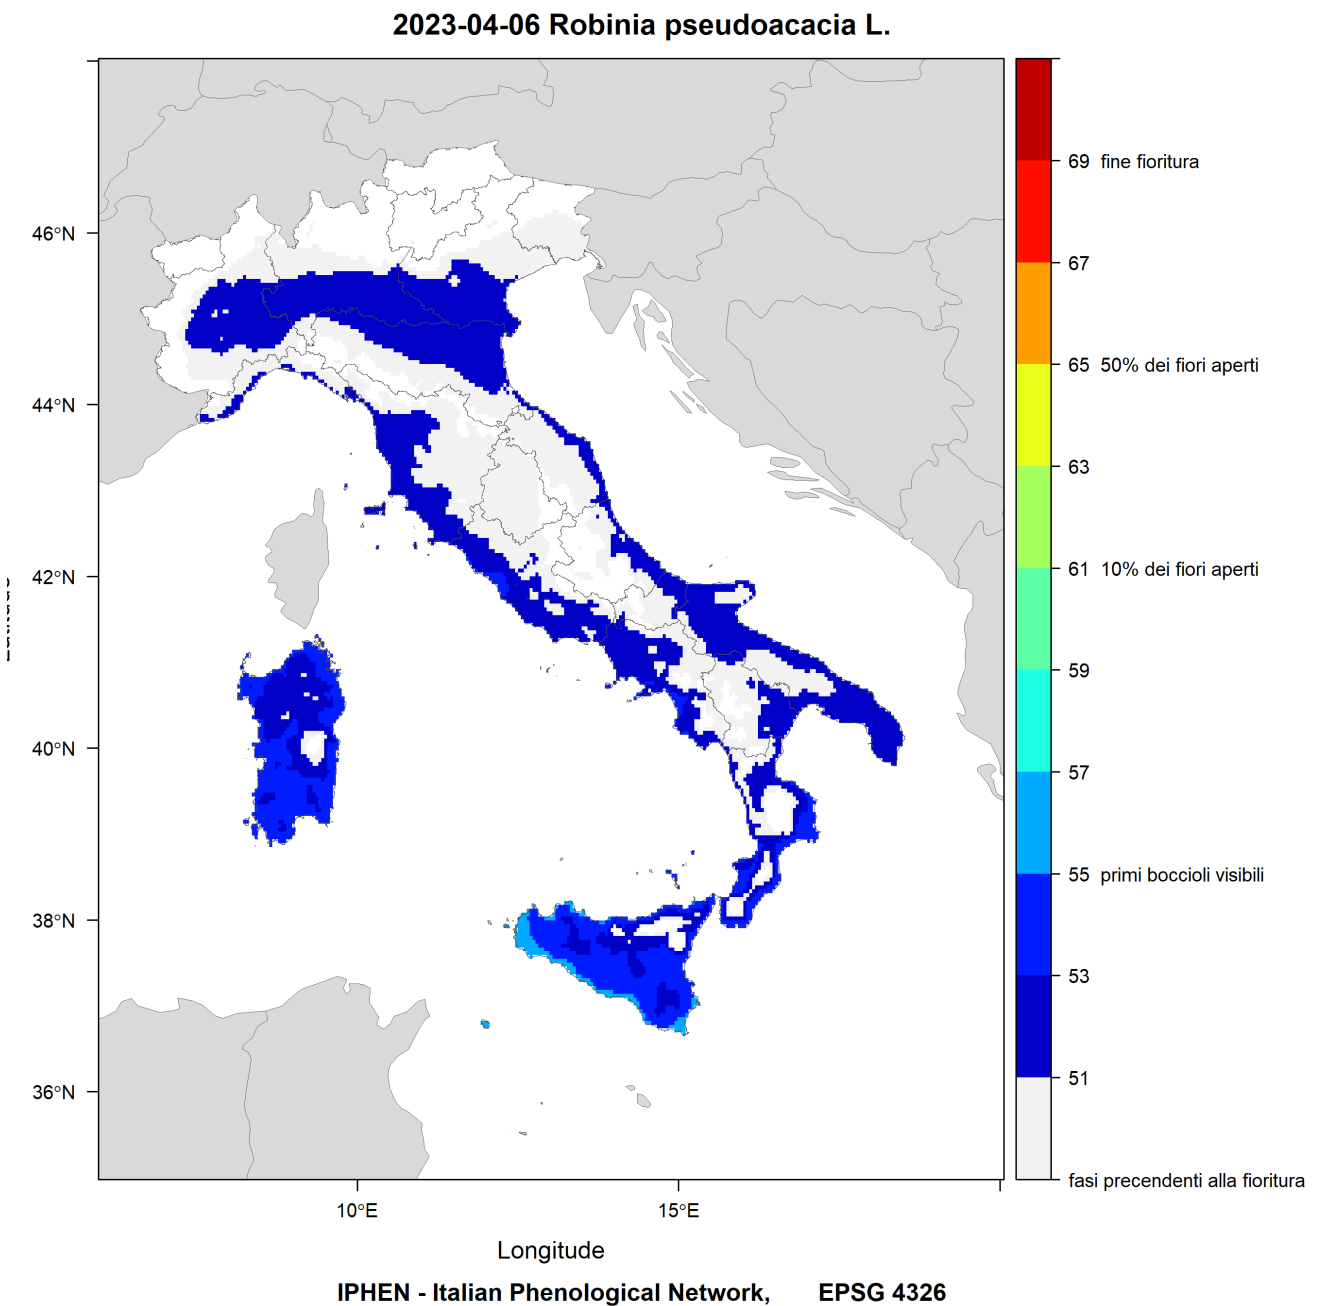 2023-04-06 Robinia pseudoacacia L.
69 fine fioritura
67
65 50% dei fiori aperti
63
61 10% dei fiori aperti
59
57
55 primi boccioli visibili
53
51
fasi precendenti alla fioritura
46°N
44°N
42°N
40°N
38°N
36°N
10°E
15°E
Longitude
IPHEN - Italian Phenological Network, EPSG 4326